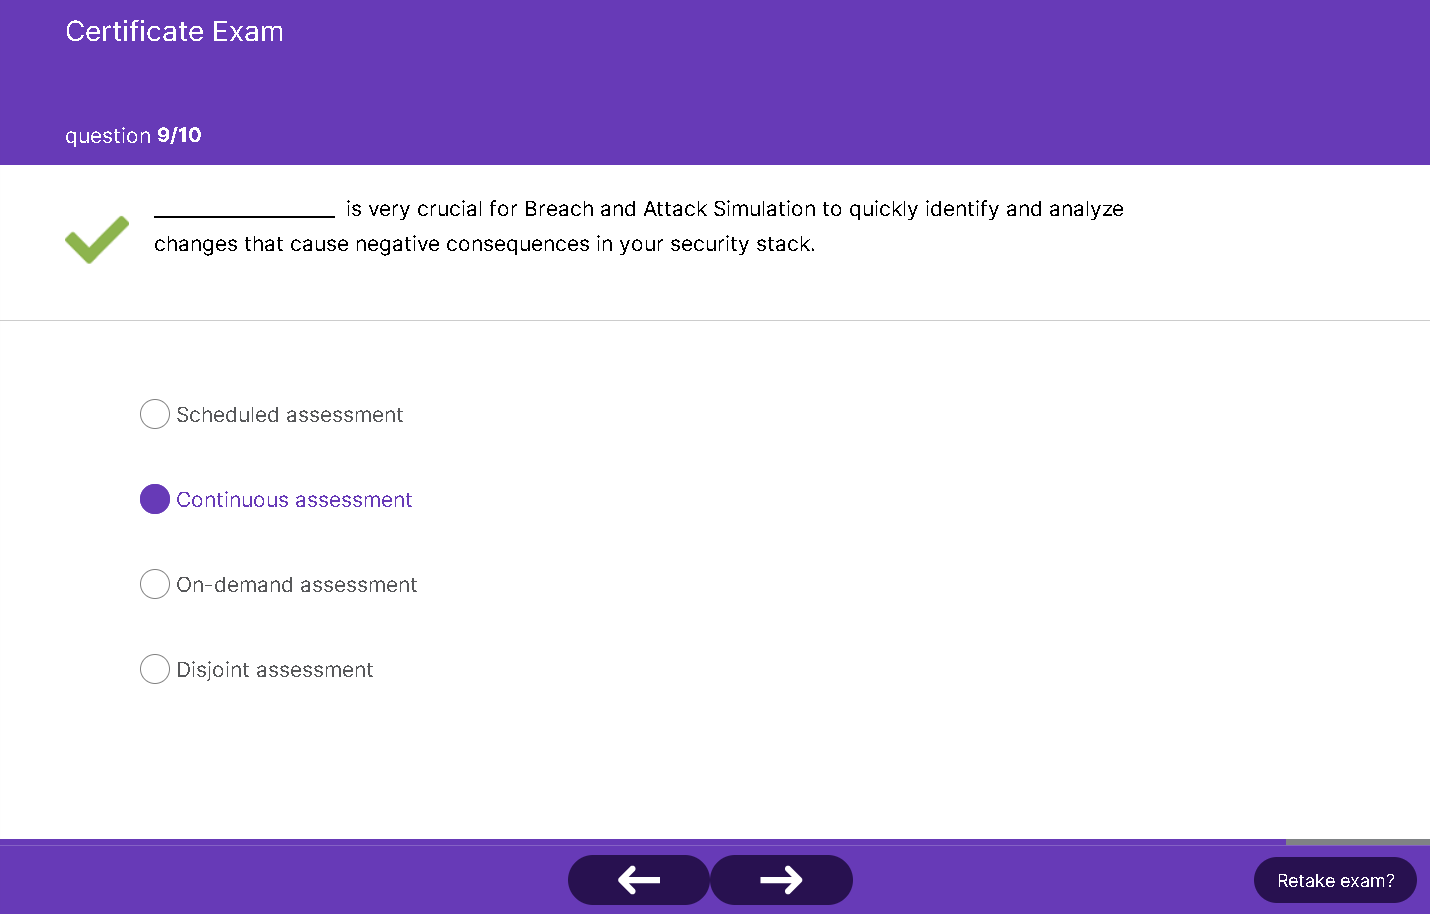 Certificate Exam
question 9/10
_______________ is very crucial for Breach and Attack Simulation to quickly identify and analyze
changes that cause negative consequences in your security stack.
Scheduled assessment
Continuous assessment
On-demand assessment
Disjoint assessment
Retake exam?